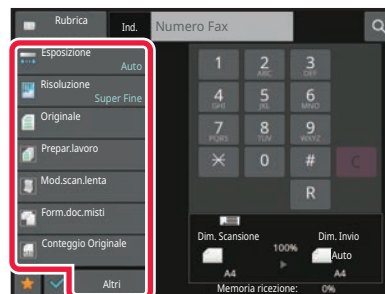 Rubrica
Ind.
Numero Fax
Esposizione
Auto
Risoluzione
Super Fine
Originale
Prepar.lavoro
Mod.scan.lenta
Form.doc.misti
Conteggio Originale
Altri
1
2
ABC
3
DEF
4
GHI
5
JKL
6
MNO
7
PQRS
8
TUV
9
WXYZ
0
#
C
R
Dim. Scansione
100%
Dim. Invio
Auto
A4
A4
Memoria ricezione:
0%